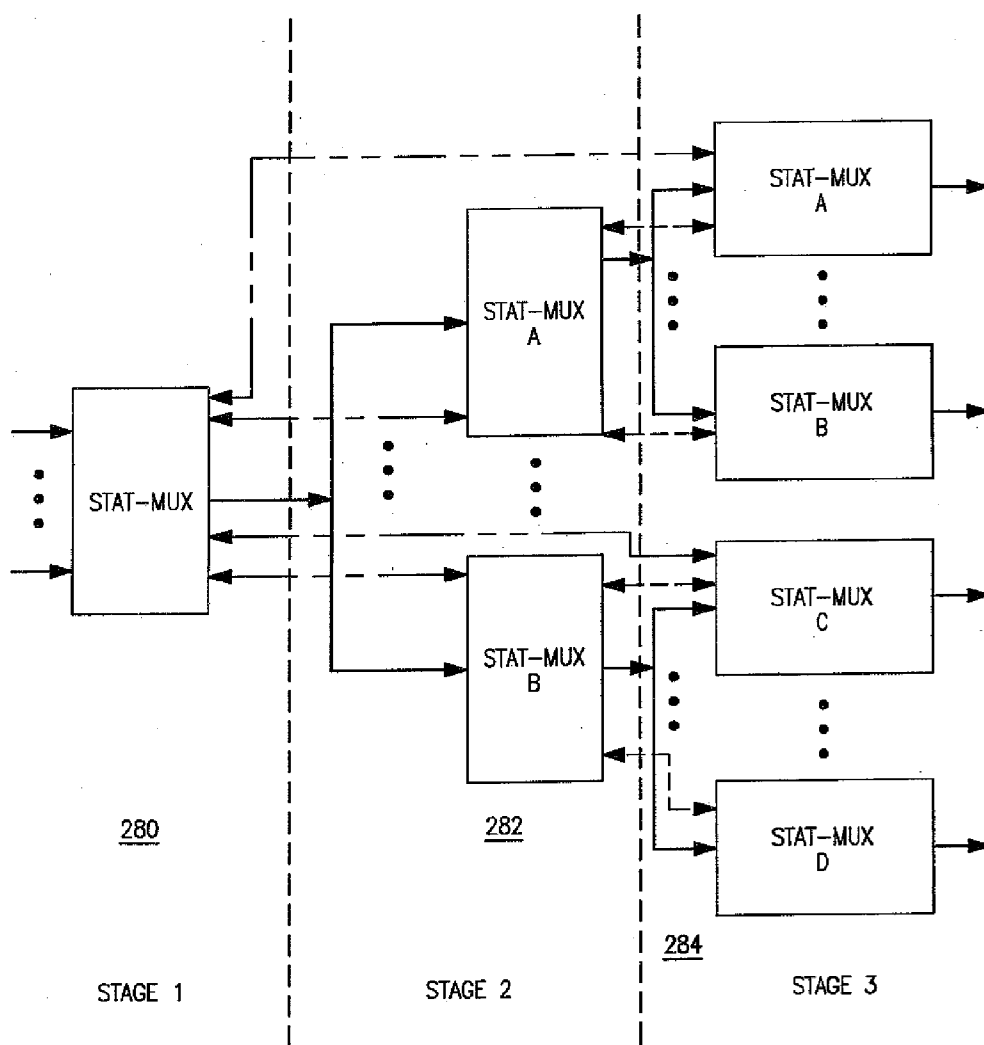 STAT-MUX
A
STAT-MUX
A
STAT-MUX
B
STAT-MUX
STAT-MUX
C
STAT-MUX
B
280
282
STAT-MUX
D
284
STAGE 1
STAGE 2
STAGE 3